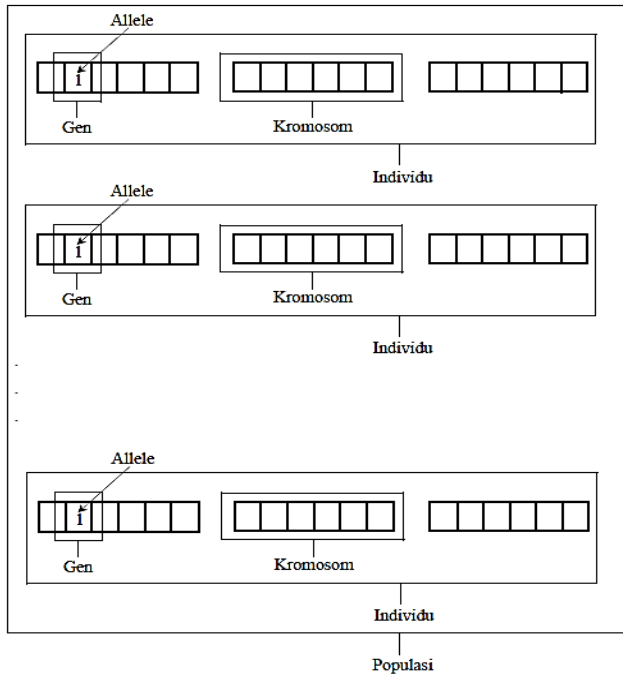 Allele
1
Gen
Kromosom
Individu
Allele
1
Gen
Kromosom
Individu
Allele
1
Gen
Kromosom
Individu
Populasi